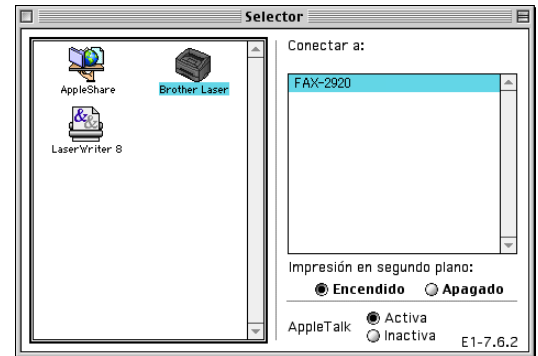 Selector
AppleShare
Brother Laser
LaserWriter 8
Conectar a:
FAX-2920
Impresión en segundo plano:
Encendido Apagado
AppleTalk
Activa
Inactiva
E1-7.6.2